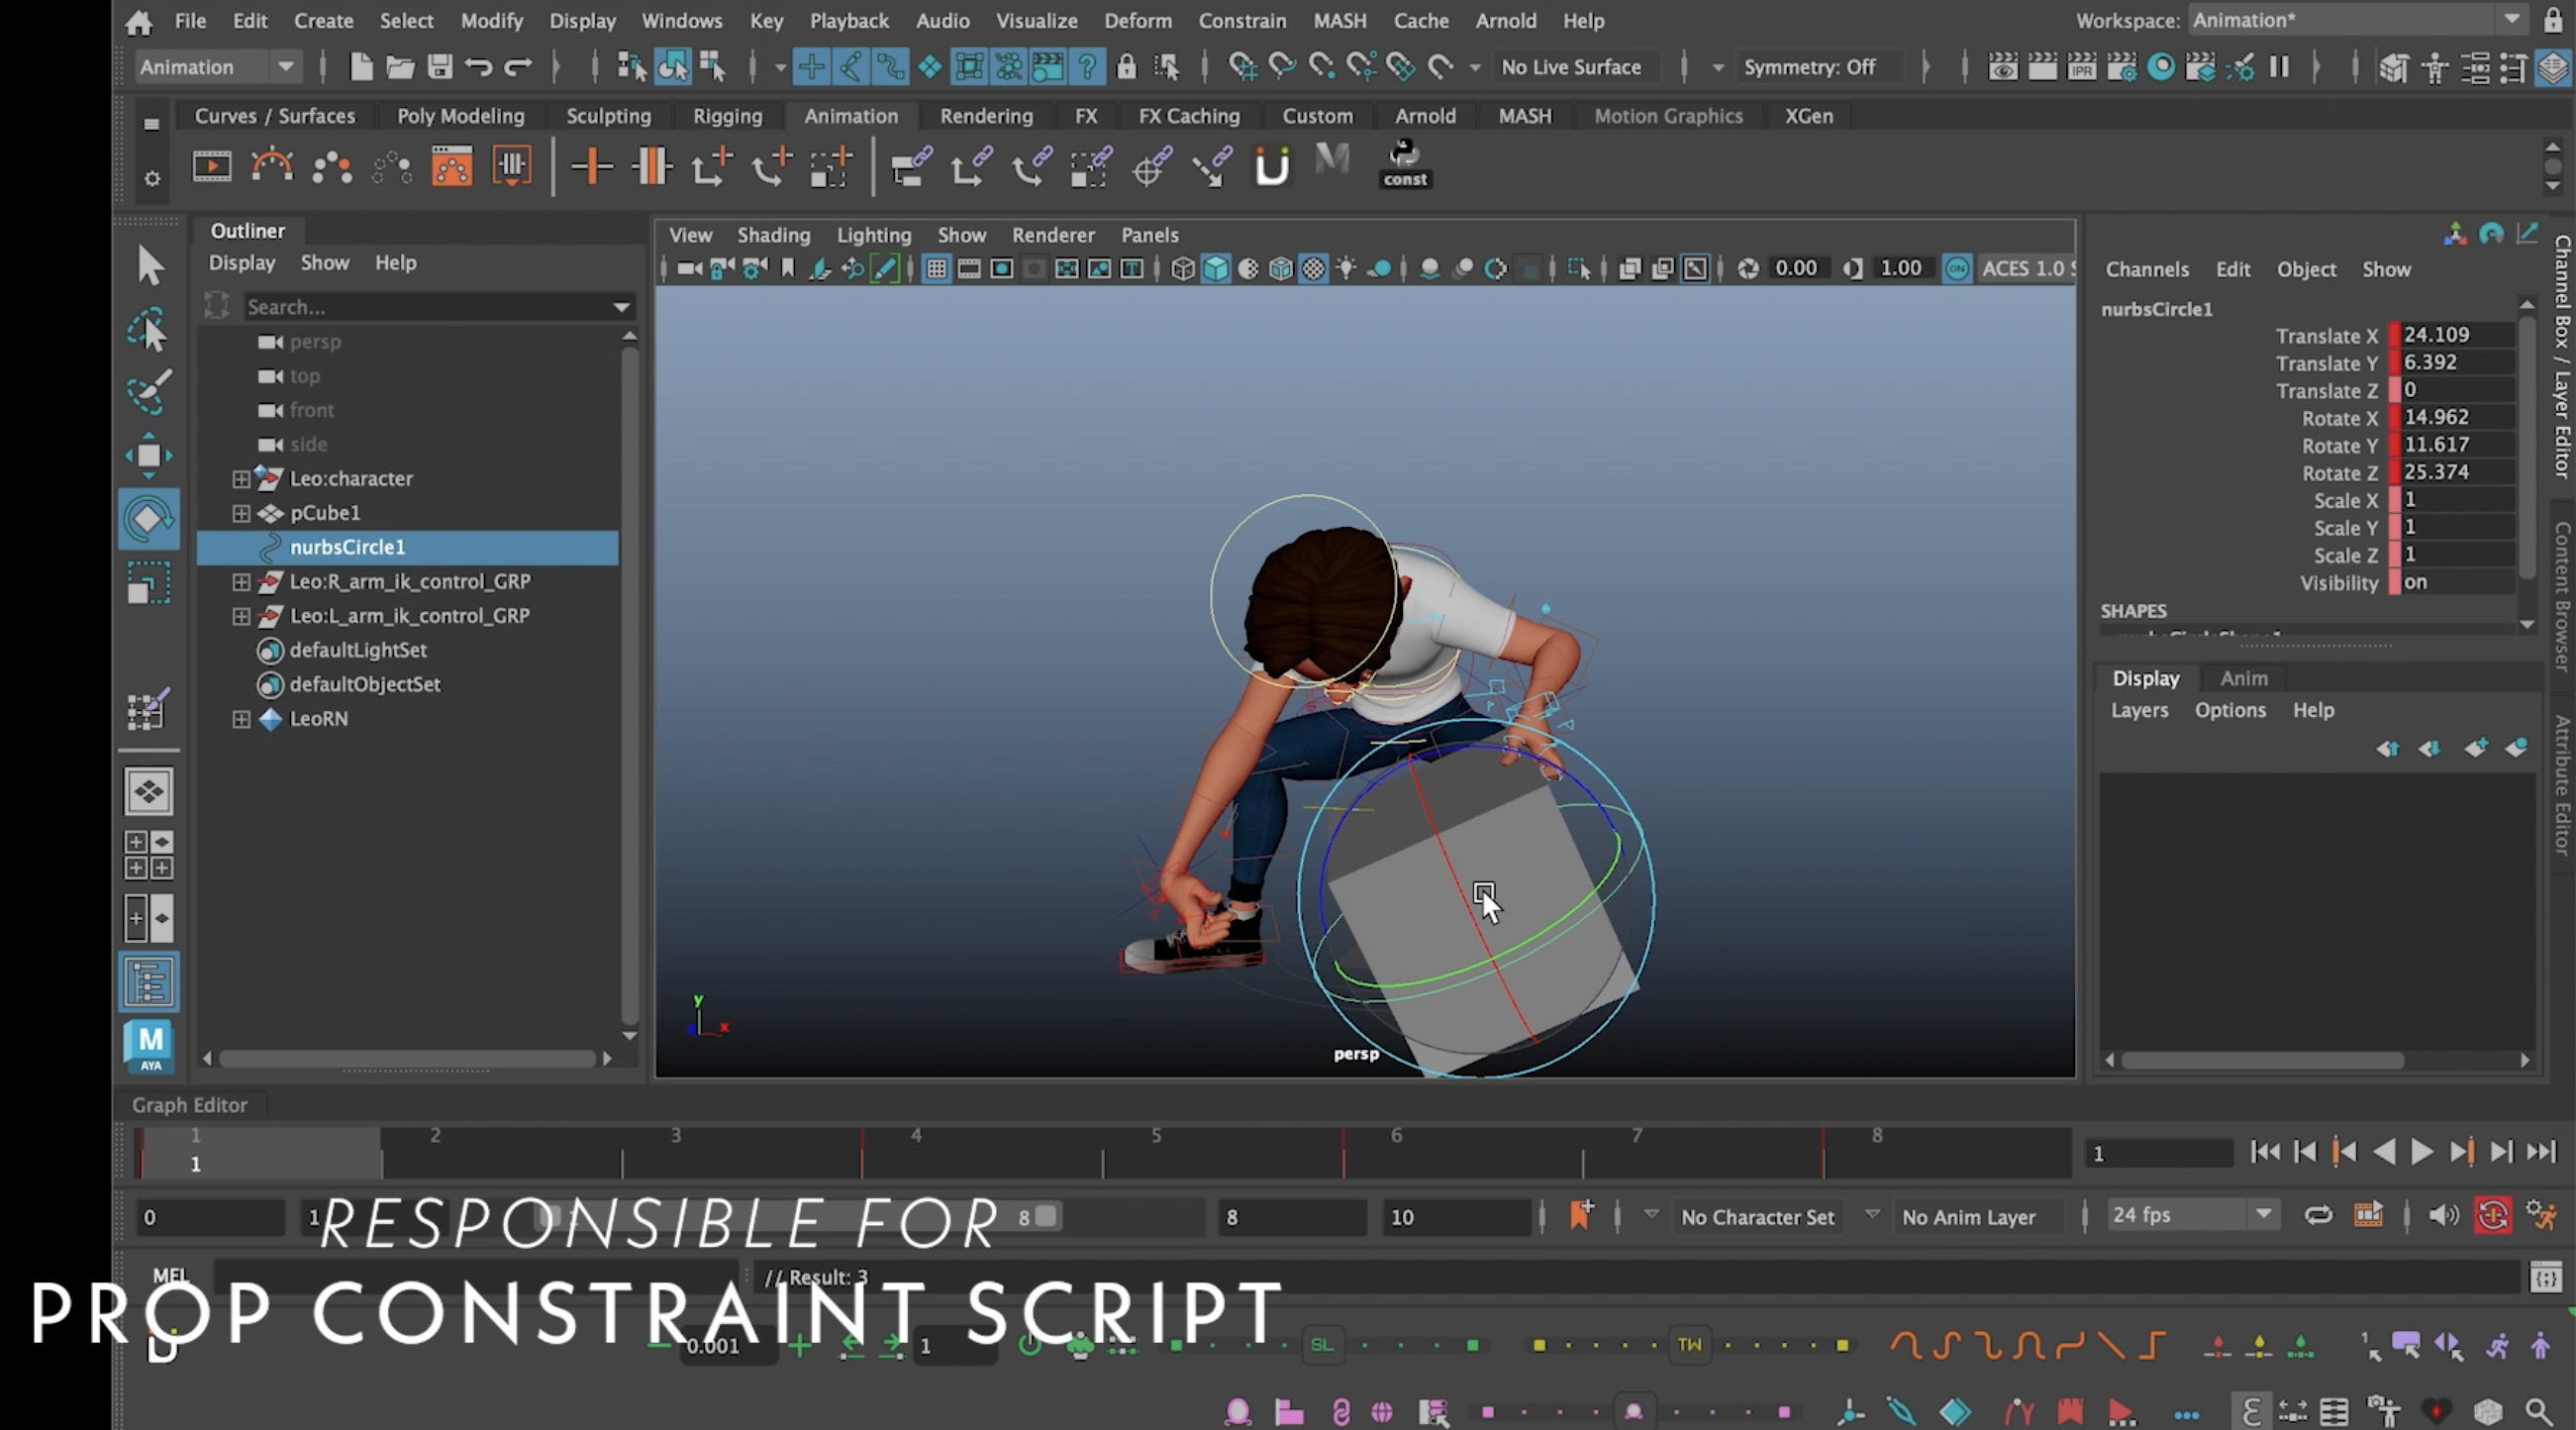 File Edit Create Select Modify Display Windows Key Playback Audio Visualize Deform Constrain MASH Cache Arnold Help Workspace: Animation*
Animation No Live Surface Symmetry: Off IPR
Curves / Surfaces Poly Modeling Sculpting Rigging Animation Rendering FX FX Caching Custom Arnold MASH Motion Graphics XGen
const
Outliner
Display Show Help
Search...
persp
top
front
side
Leo:character
pCube1
nurbsCircle1
Leo:R_arm_ik_control_GRP
Leo:L_arm_ik_control_GRP
defaultLightSet
defaultObjectSet
LeoRN
View Shading Lighting Show Renderer Panels
0.00 1.00 ON ACES 1.0 S
y
x
persp
Channels Edit Object Show
nurbsCircle1
Translate X 24.109
Translate Y 6.392
Translate Z 0
Rotate X 14.962
Rotate Y 11.617
Rotate Z 25.374
Scale X 1
Scale Y 1
Scale Z 1
Visibility on
SHAPES
Display Anim
Layers Options Help
Channel Box / Layer Editor
Content Browser
Attribute Editor
M
AYA
Graph Editor
1 2 3 4 5 6 7 8
1
1
0 1 8 8 10 No Character Set No Anim Layer 24 fps
RESPONSIBLE FOR
MEL // Result: 3
PROP CONSTRAINT SCRIPT
0.001 1 SL TW